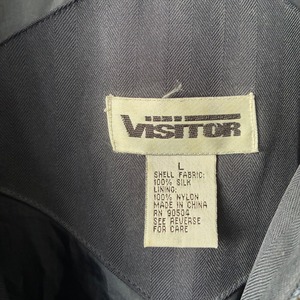 VISITOR
L
SHELL FABRIC:
100% SILK
LINING:
100% NYLON
MADE IN CHINA
RN 90504
SEE REVERSE
FOR CARE